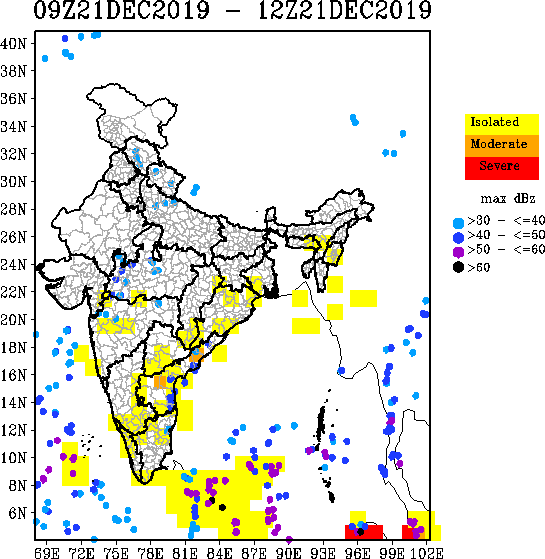 09Z21DEC2019 - 12Z21DEC2019
40N
38N
36N
34N
32N
30N
28N
26N
24N
22N
20N
18N
16N
14N
12N
10N
8N
6N
69E 72E 75E 78E 81E 84E 87E 90E 93E 96E 99E 102E
Isolated
Moderate
Severe
max dBz
>30 - <=40
>40 - <=50
>50 - <=60
>60